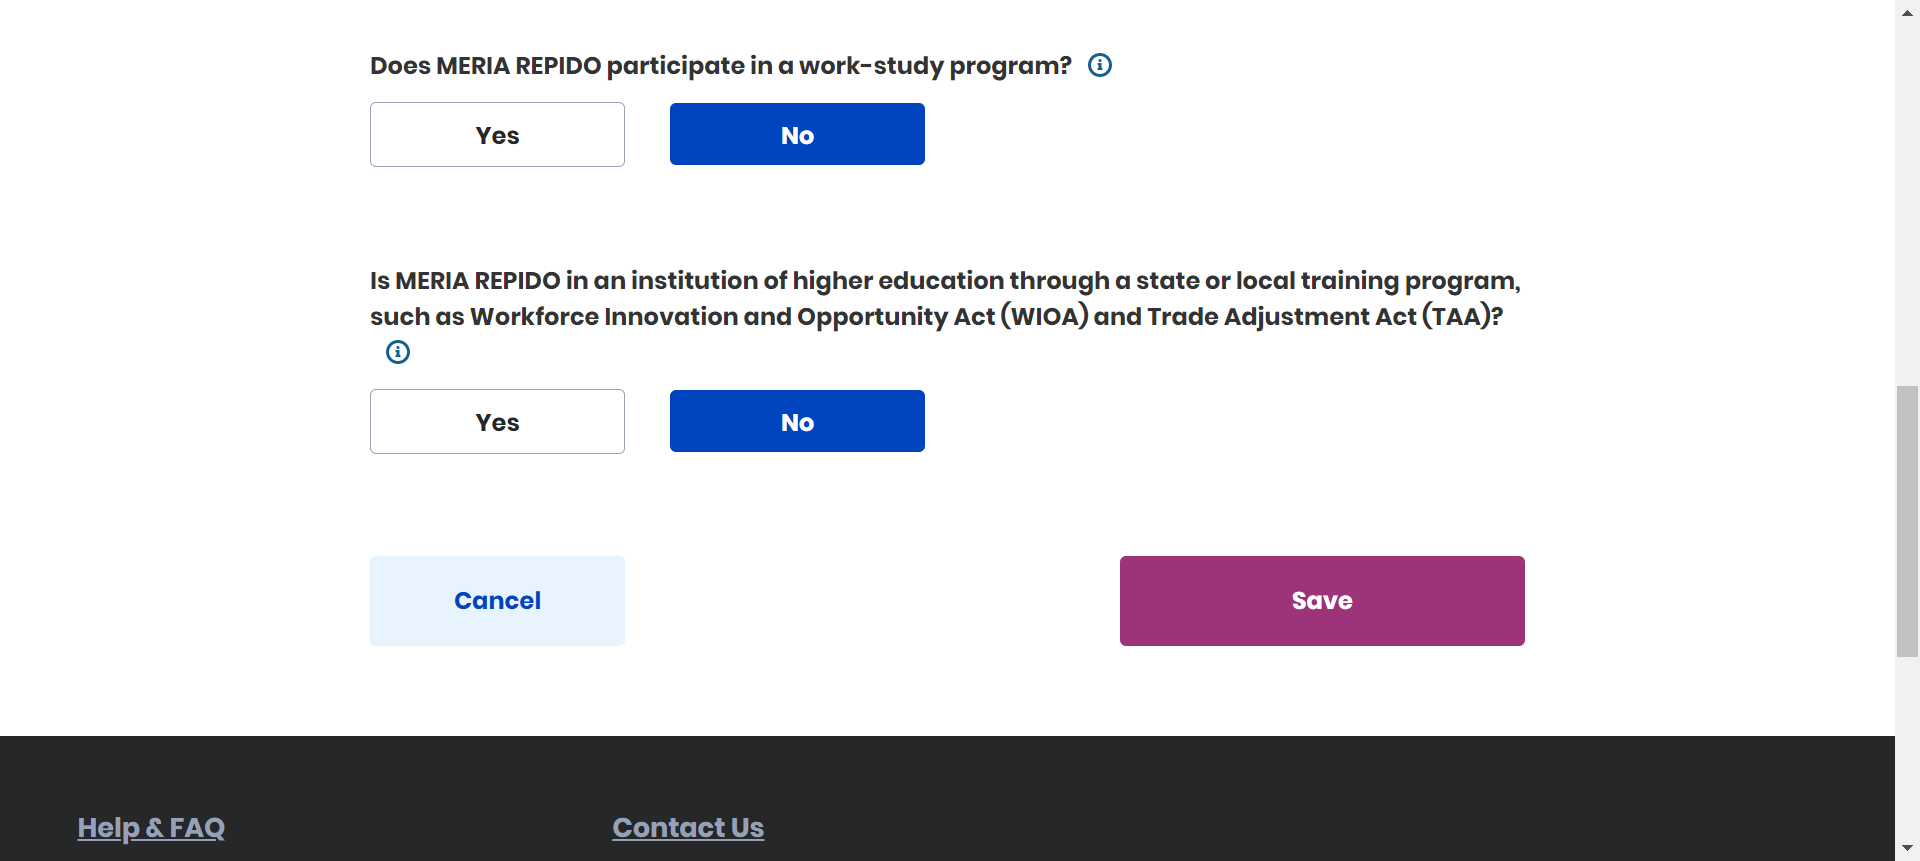 Does MERIA REPIDO participate in a work-study program?
Yes
No
Is MERIA REPIDO in an institution of higher education through a state or local training program,
such as Workforce Innovation and Opportunity Act (WIOA) and Trade Adjustment Act (TAA)?
Yes
No
Cancel
Save
Help & FAQ
Contact Us